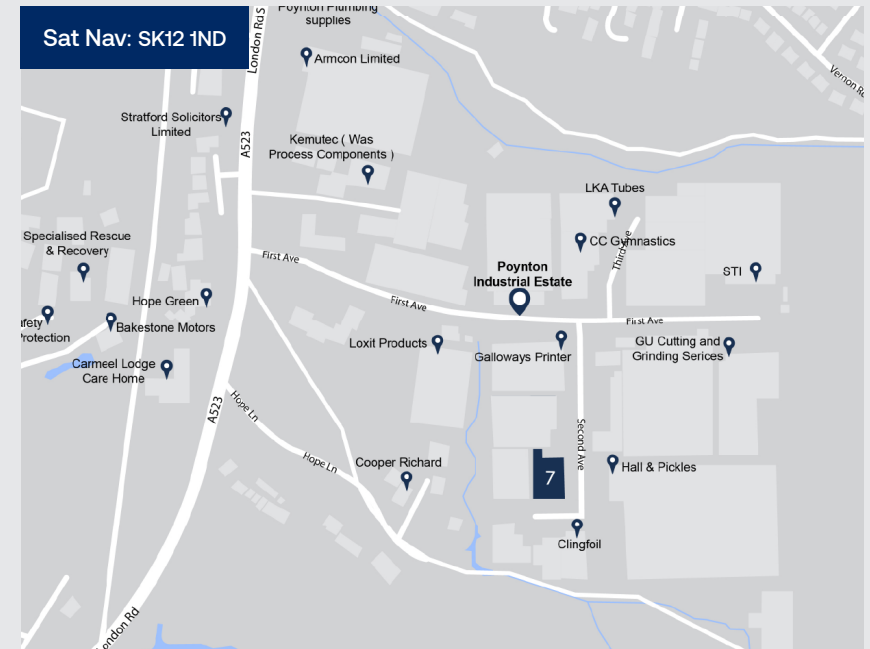 Sat Nav: SK12 1ND
London Rd S
Poynton Plumbing
supplies
Armcon Limited
Vernon Rd
Stratford Solicitors
Limited
A523
Kemutec ( Was
Process Components )
LKA Tubes
CC Gymnastics
Third Ave
Specialised Rescue
& Recovery
First Ave
STI
Poynton
Industrial Estate
Hope Green
First Ave
First Ave
afety
Protection
Bakestone Motors
Loxit Products
Galloways Printer
GU Cutting and
Grinding Serices
Carmeel Lodge
Care Home
A523
Hope Ln
Second Ave
Hope Ln
Cooper Richard
Hall & Pickles
7
Clingfoil
London Rd